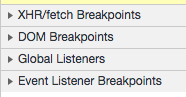 XHR/fetch Breakpoints
DOM Breakpoints
Global Listeners
Event Listener Breakpoints